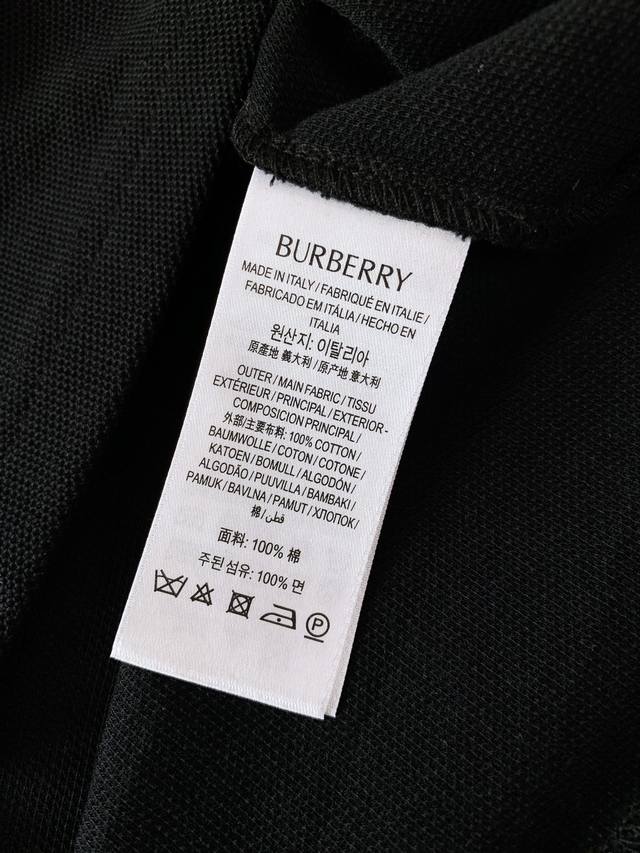 BURBERRY
MADE IN ITALY / FABRIQUÉ EN ITALIE /
FABRICADO EM ITÁLIA / HECHO EN
ITALIA
원산지: 이탈리아
原產地 義大利 / 原产地 意大利
OUTER / MAIN FABRIC / TISSU
EXTÉRIEUR / PRINCIPAL / EXTERIOR-
COMPOSICION PRINCIPAL /
外部/主要布料: 100% COTTON /
BAUMWOLLE / COTON / COTONE /
KATOEN / BOMULL / ALGODÓN /
ALGODÃO / PUUVILLA / BAMBAKI /
PAMUK / BAVLNA / PAMUT / ХЛОПОК /
棉 / قطن
面料: 100% 棉
주된 섬유: 100% 면
P